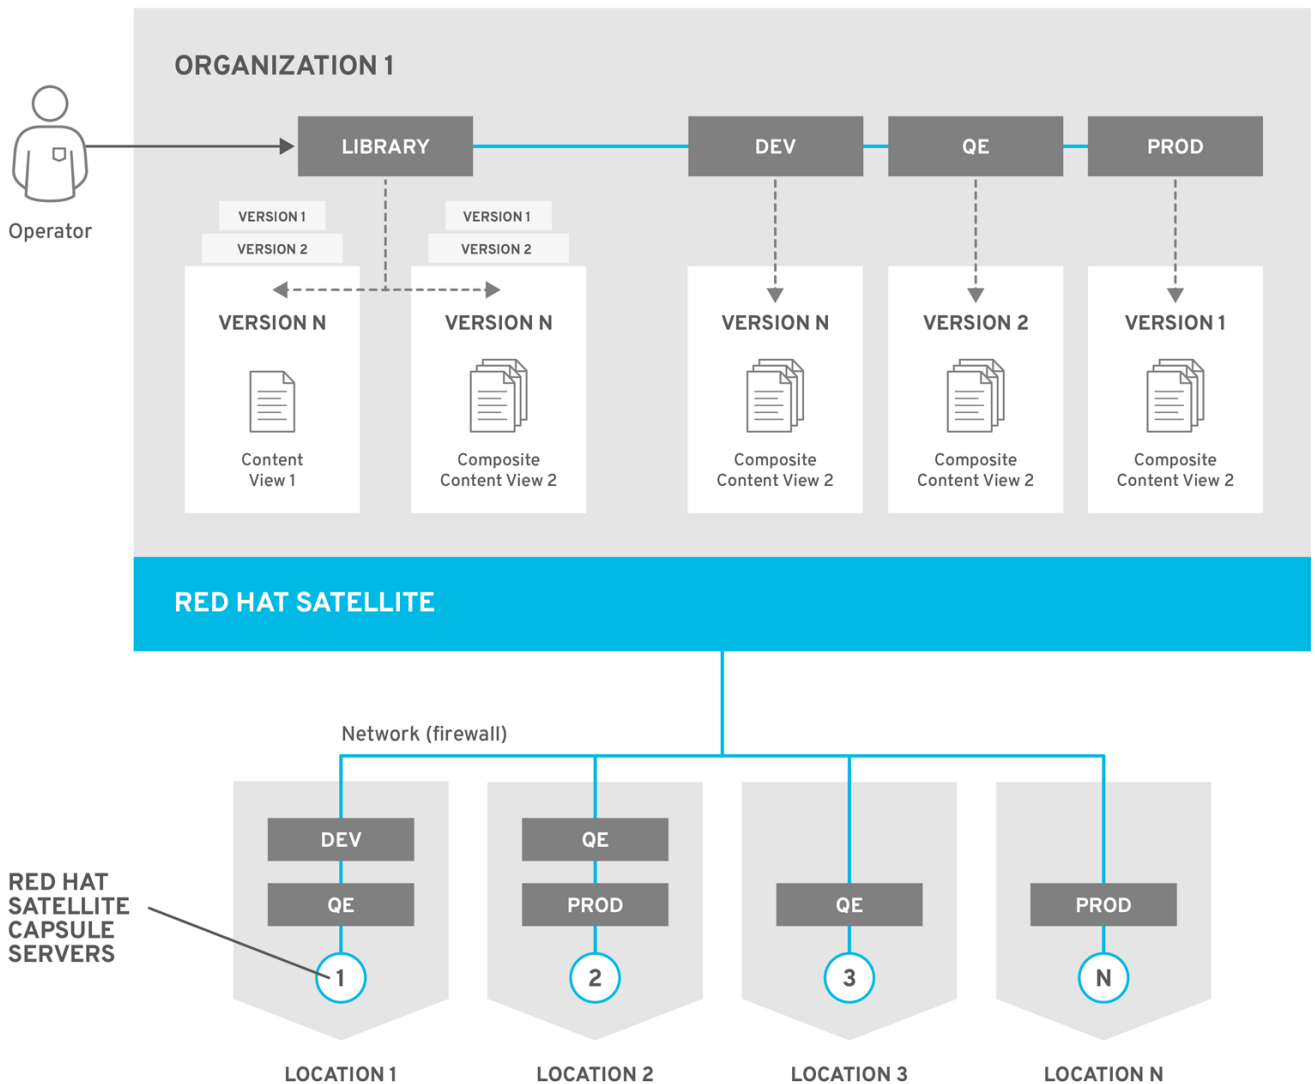 ORGANIZATION 1
LIBRARY
DEV
QE
PROD
Operator
VERSION 1
VERSION 1
VERSION 2
VERSION 2
VERSION N
VERSION N
VERSION N
VERSION 2
VERSION 1
Content
View 1
Composite
Content View 2
Composite
Content View 2
Composite
Content View 2
Composite
Content View 2
RED HAT SATELLITE
Network (firewall)
DEV
QE
QE
PROD
QE
PROD
RED HAT
SATELLITE
CAPSULE
SERVERS
1
2
3
N
LOCATION 1
LOCATION 2
LOCATION 3
LOCATION N